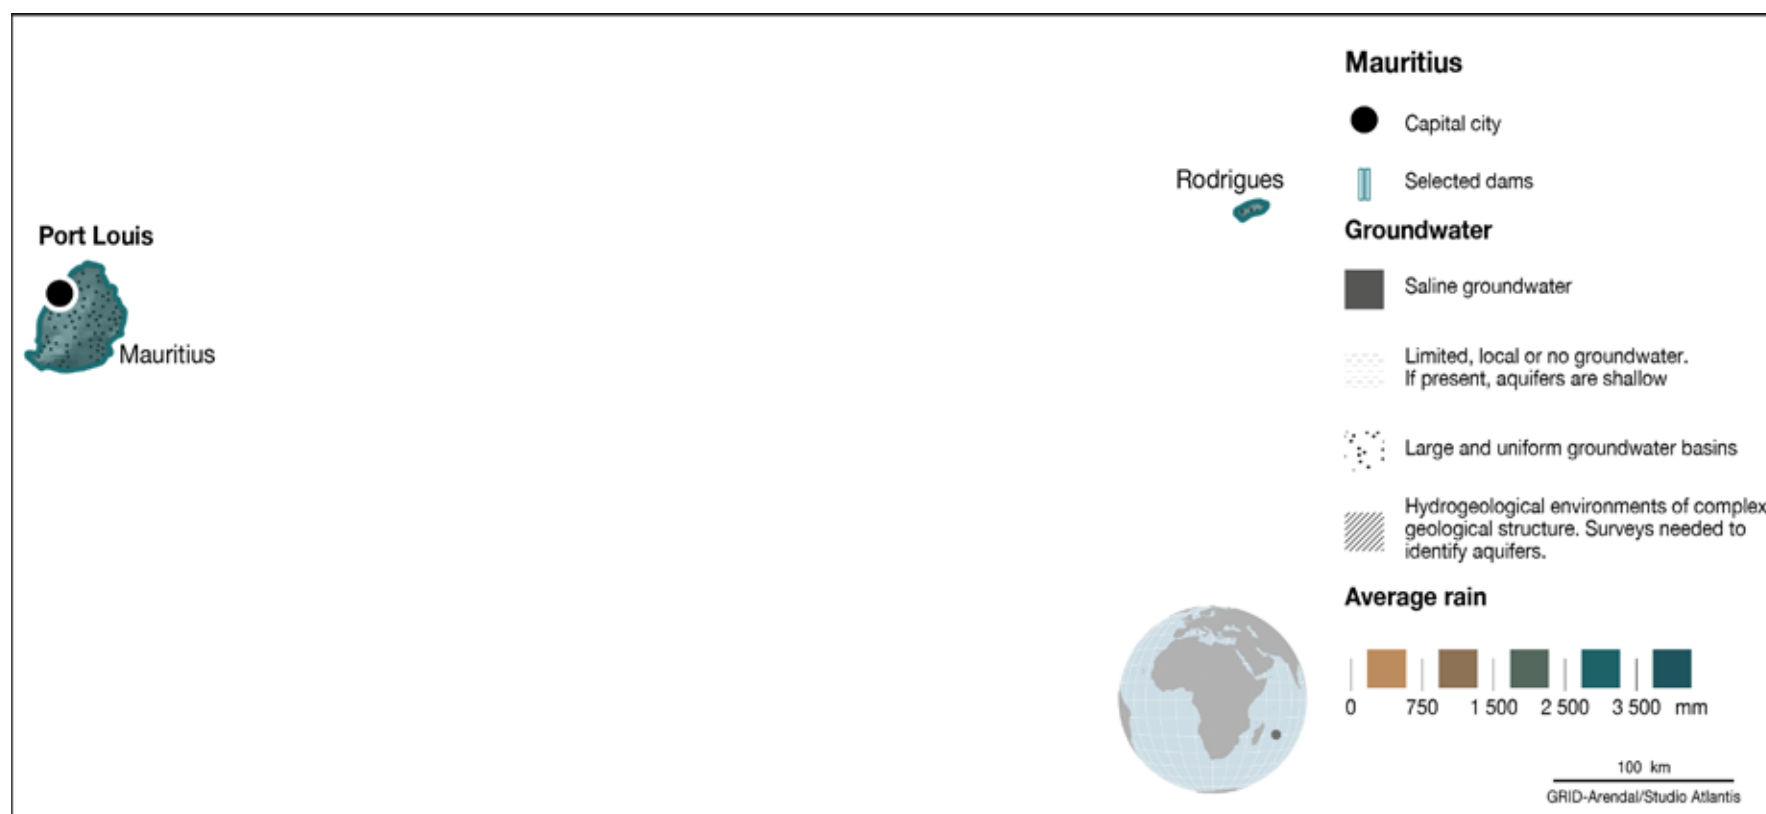 Port Louis
Mauritius
Rodrigues
Mauritius
Capital city
Selected dams
Groundwater
Saline groundwater
Limited, local or no groundwater.
If present, aquifers are shallow
Large and uniform groundwater basins
Hydrogeological environments of complex
geological structure. Surveys needed to
identify aquifers.
Average rain
0 750 1 500 2 500 3 500 mm
100 km
GRID-Arendal/Studio Atlantis